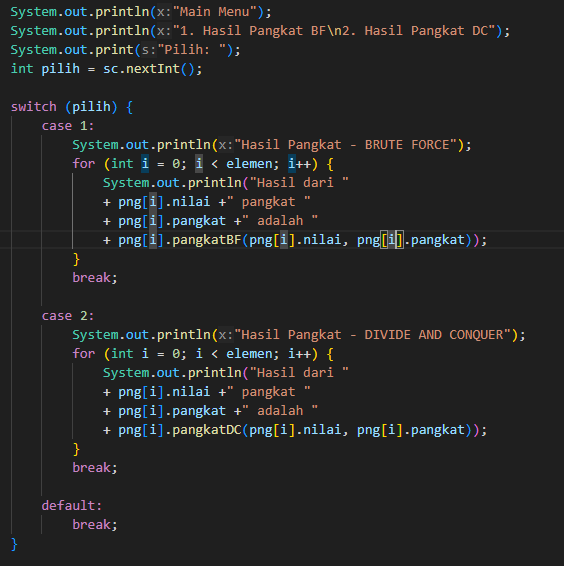 System.out.println(x:"Main Menu");
System.out.println(x:"1. Hasil Pangkat BF\n2. Hasil Pangkat DC");
System.out.print(s:"Pilih: ");
int pilih = sc.nextInt();
switch (pilih) {
case 1:
System.out.println(x:"Hasil Pangkat - BRUTE FORCE");
for (int i = 0; i < elemen; i++) {
System.out.println("Hasil dari "
+ png[i].nilai +" pangkat "
+ png[i].pangkat +" adalah "
+ png[i].pangkatBF(png[i].nilai, png[i].pangkat));
}
break;
case 2:
System.out.println(x:"Hasil Pangkat - DIVIDE AND CONQUER");
for (int i = 0; i < elemen; i++) {
System.out.println("Hasil dari "
+ png[i].nilai +" pangkat "
+ png[i].pangkat +" adalah "
+ png[i].pangkatDC(png[i].nilai, png[i].pangkat));
}
break;
default:
break;
}